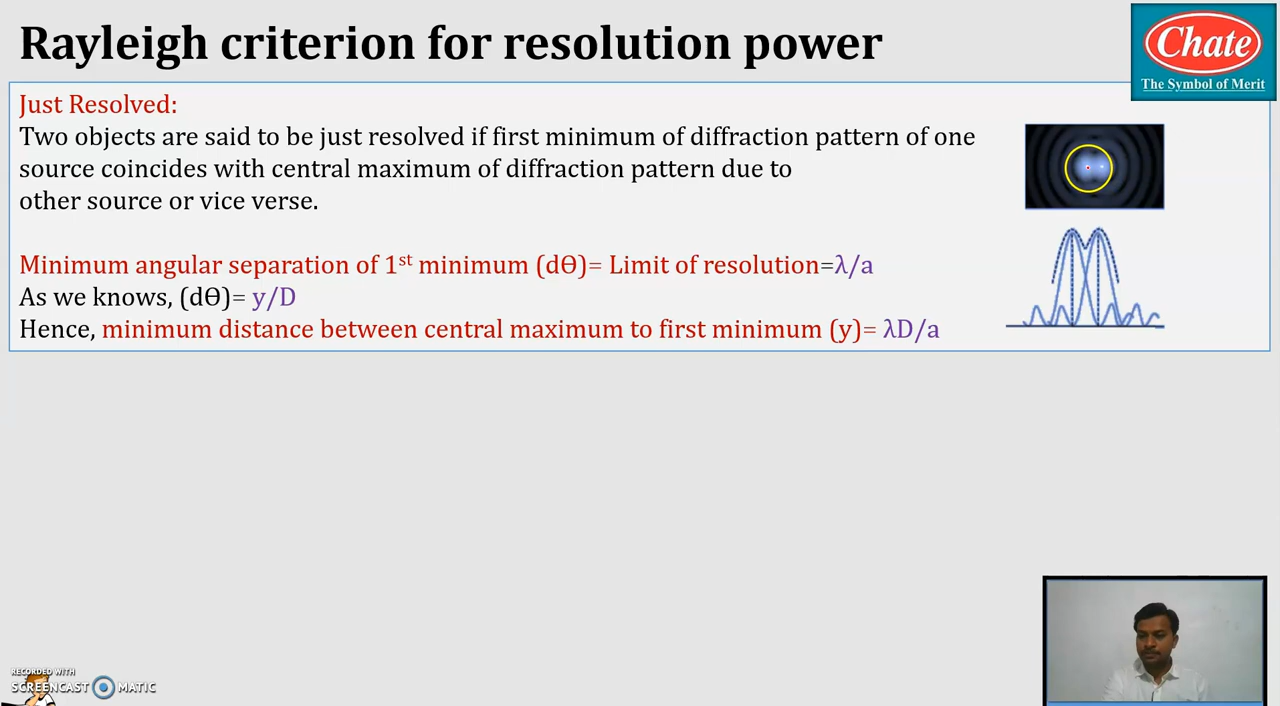 Rayleigh criterion for resolution power
Chate
The Symbol of Merit
Just Resolved:
Two objects are said to be just resolved if first minimum of diffraction pattern of one
source coincides with central maximum of diffraction pattern due to
other source or vice verse.
Minimum angular separation of 1st minimum (dΘ)= Limit of resolution=λ/a
As we knows, (dΘ)= y/D
Hence, minimum distance between central maximum to first minimum (y)= λD/a
RECORDED WITH
SCREENCAST MATIC